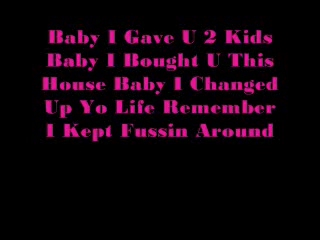 Baby I Gave U 2 Kids
Baby I Bought U This
House Baby I Changed
Up Yo Life Remember
I Kept Fussin Around